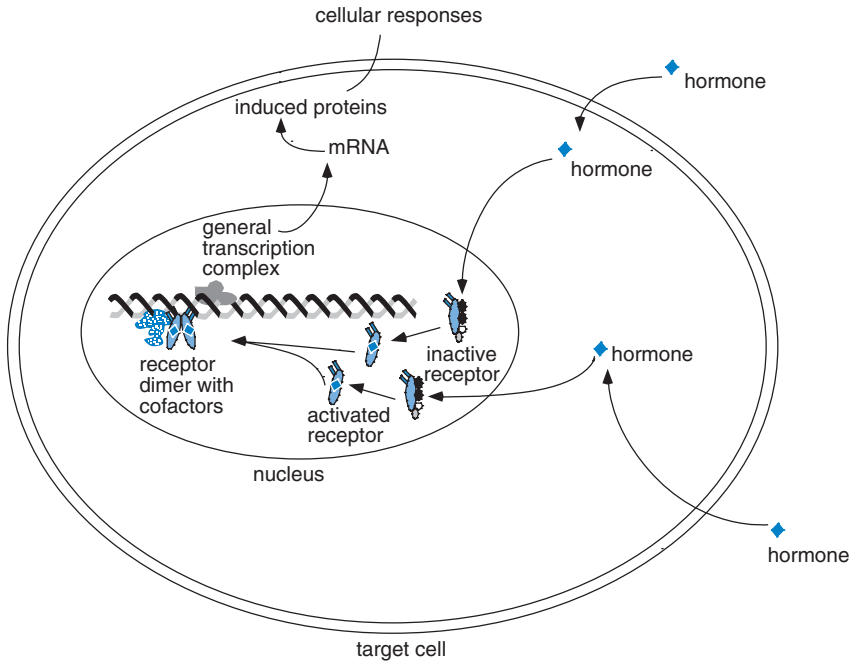 cellular responses
hormone
induced proteins
mRNA
hormone
general
transcription
complex
inactive
receptor
hormone
receptor
dimer with
cofactors
activated
receptor
nucleus
hormone
target cell